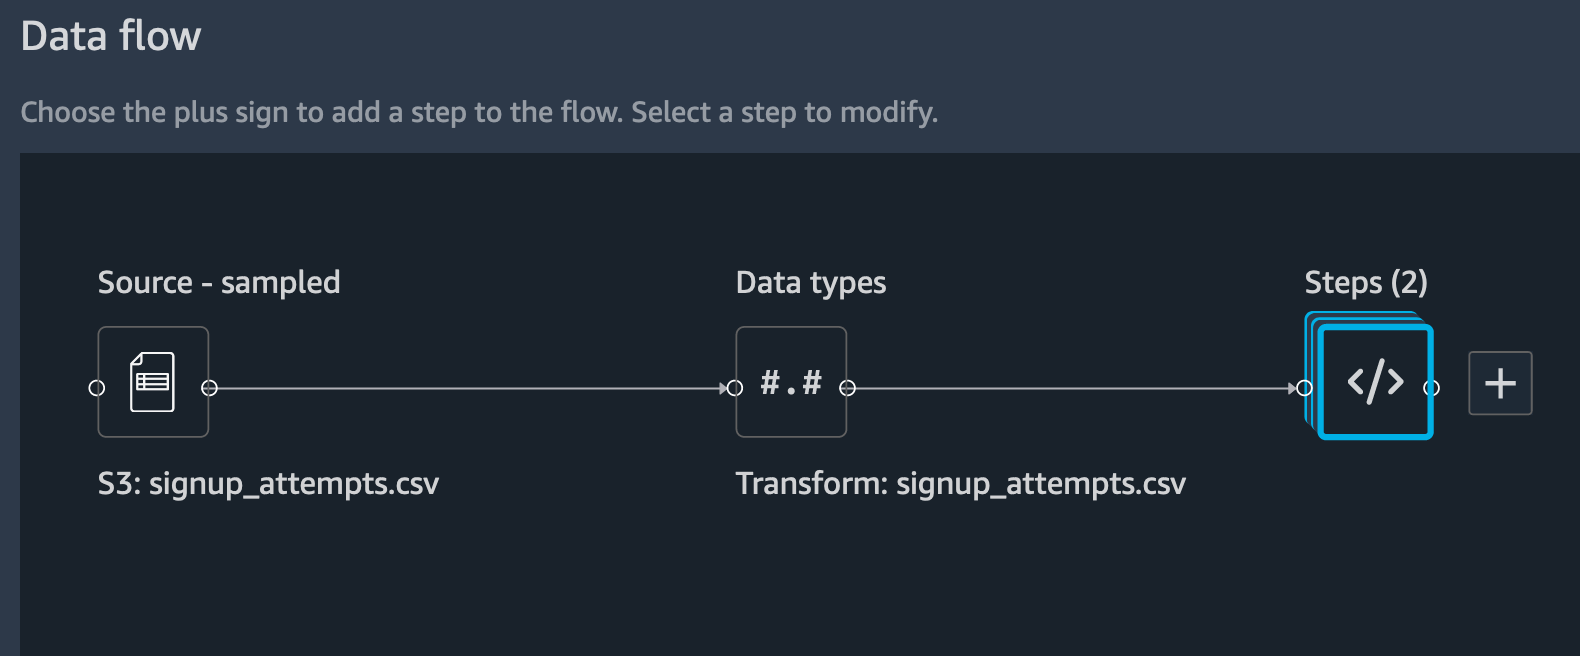 Data flow
Choose the plus sign to add a step to the flow. Select a step to modify.
Source - sampled
Data types
Steps (2)
#.#
</>
S3: signup_attempts.csv
Transform: signup_attempts.csv